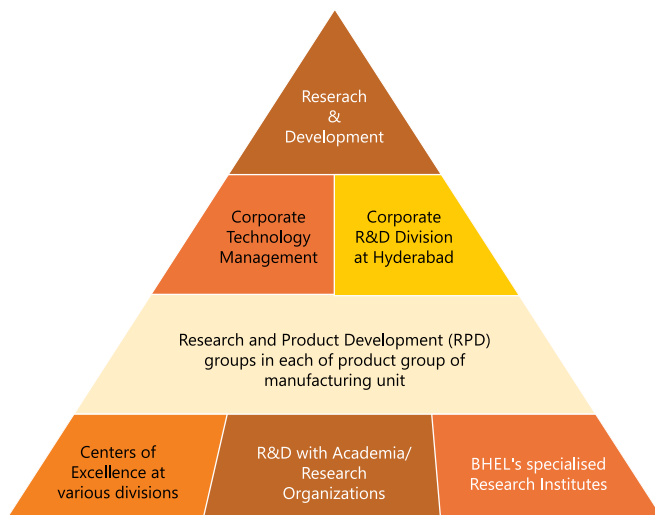 Reserach
&
Development
Corporate
Technology
Management
Corporate
R&D Division
at Hyderabad
Research and Product Development (RPD)
groups in each of product group of
manufacturing unit
Centers of
Excellence at
various divisions
R&D with Academia/
Research
Organizations
BHEL's specialised
Research Institutes